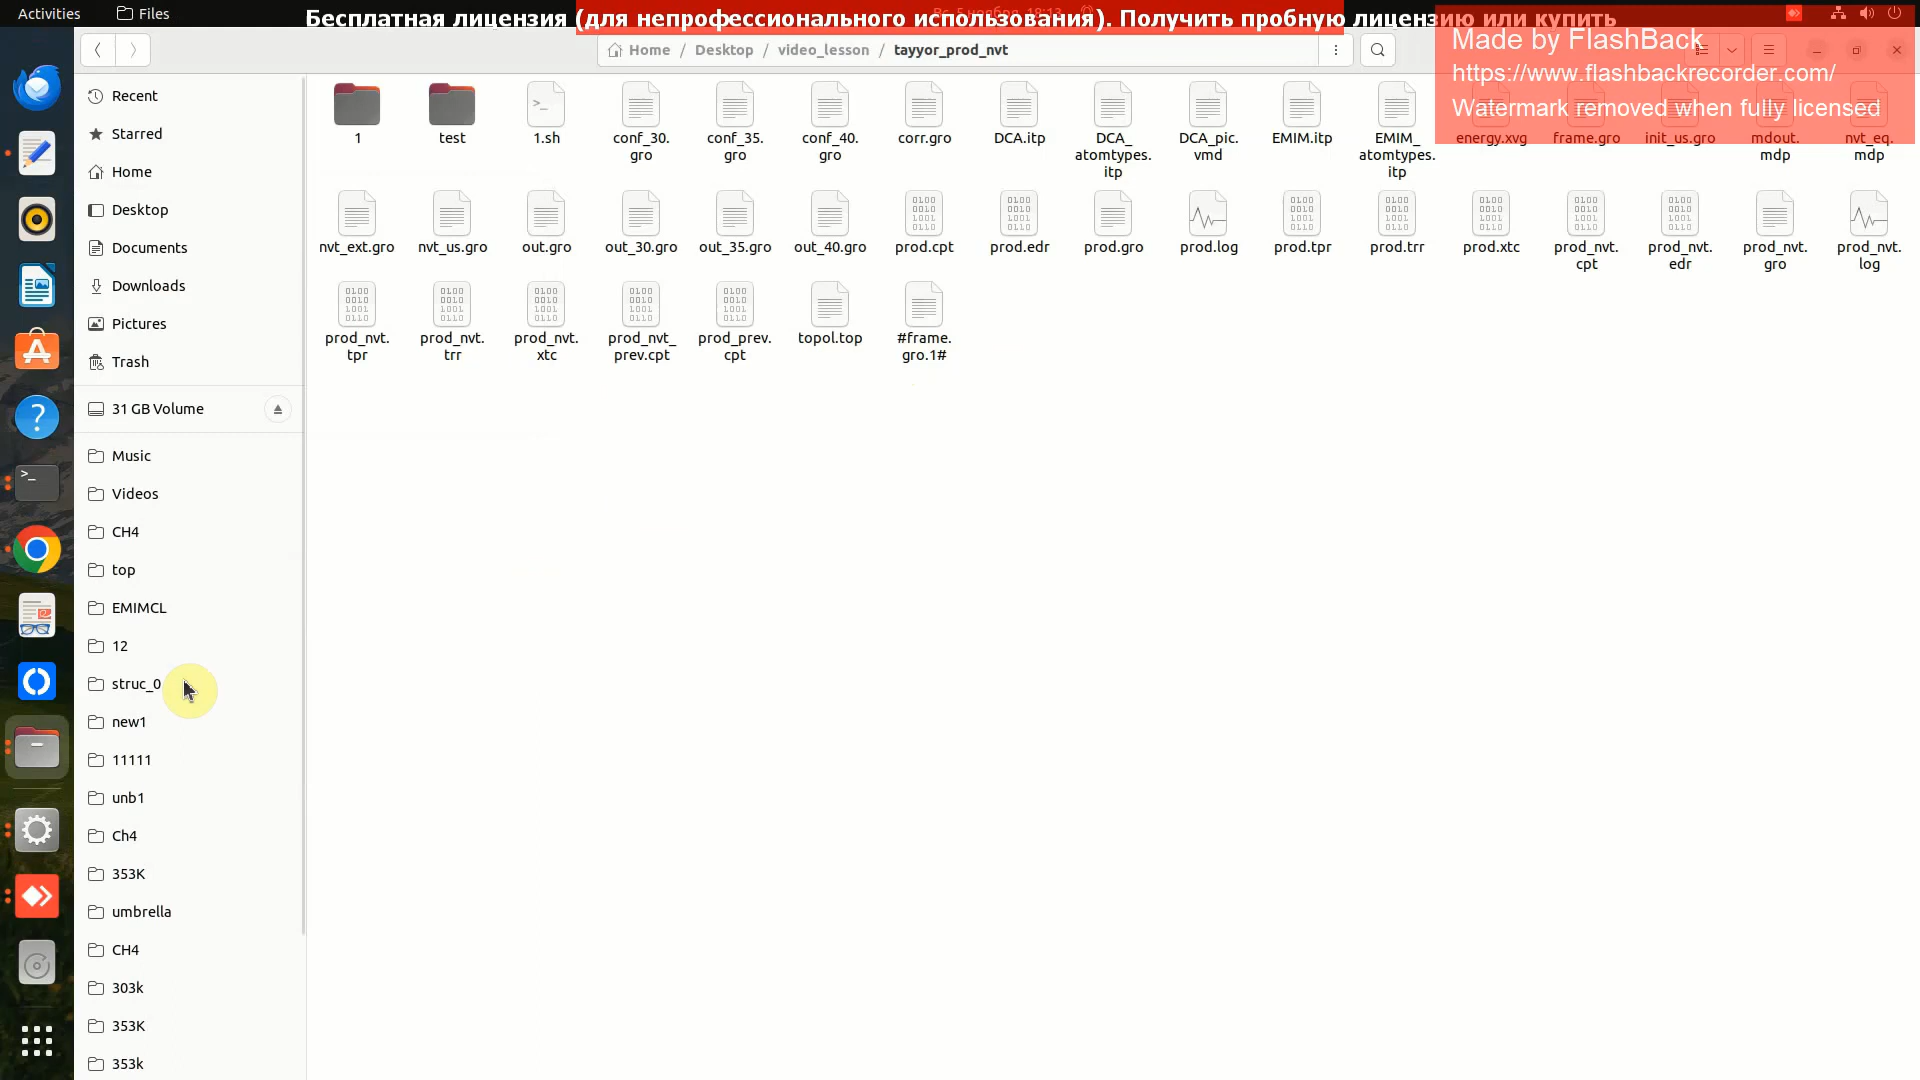 Activities
Files
Вс, 5 ноября 18:13
Бесплатная лицензия (для непрофессионального использования). Получить пробную лицензию или купить
Made by FlashBack
https://www.flashbackrecorder.com/
Watermark removed when fully licensed
Home / Desktop / video_lesson / tayyor_prod_nvt
Recent
Starred
Home
Desktop
Documents
Downloads
Pictures
Trash
31 GB Volume
Music
Videos
CH4
top
EMIMCL
12
struc_0
new1
11111
unb1
Ch4
353K
umbrella
CH4
303k
353K
353k
1
test
1.sh
conf_30.
gro
conf_35.
gro
conf_40.
gro
corr.gro
DCA.itp
DCA_
atomtypes.
itp
DCA_pic.
vmd
EMIM.itp
EMIM_
atomtypes.
itp
energy.xvg
frame.gro
init_us.gro
mdout.
mdp
nvt_eq.
mdp
nvt_ext.gro
nvt_us.gro
out.gro
out_30.gro
out_35.gro
out_40.gro
prod.cpt
prod.edr
prod.gro
prod.log
prod.tpr
prod.trr
prod.xtc
prod_nvt.
cpt
prod_nvt.
edr
prod_nvt.
gro
prod_nvt.
log
prod_nvt.
tpr
prod_nvt.
trr
prod_nvt.
xtc
prod_nvt_
prev.cpt
prod_prev.
cpt
topol.top
#frame.
gro.1#